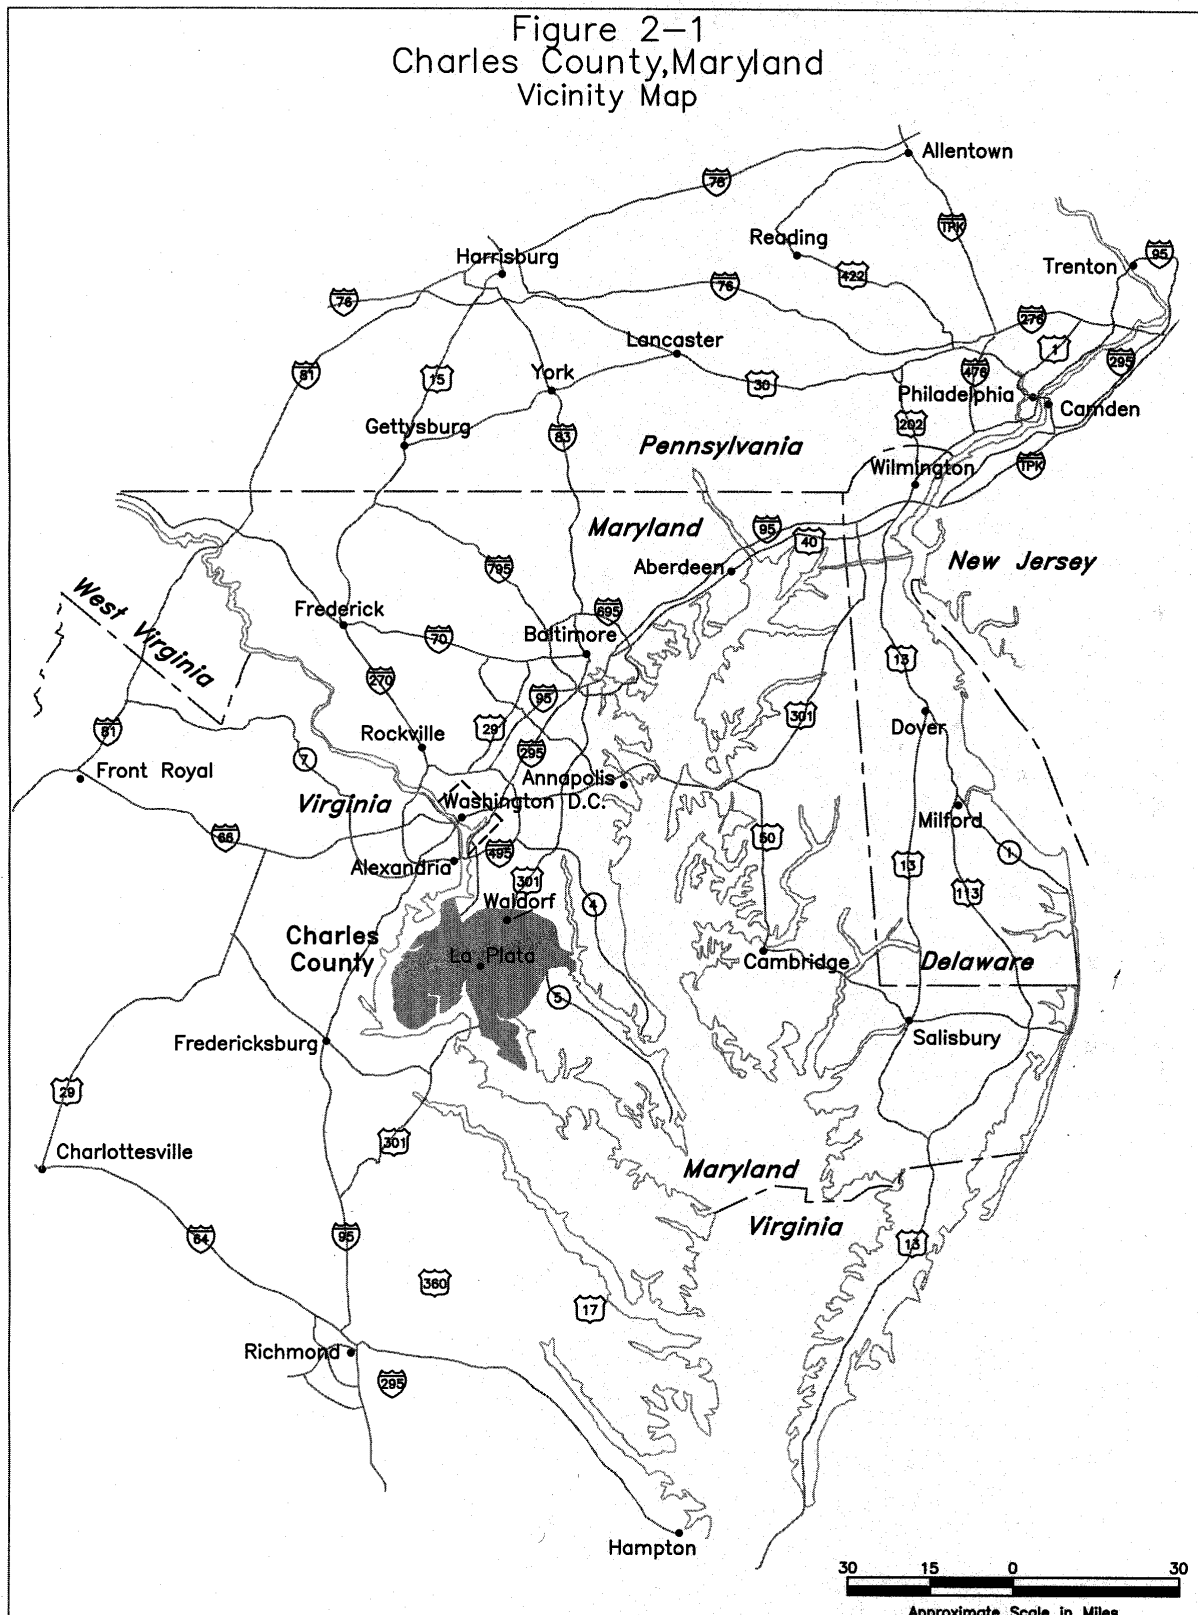 Figure 2-1
Charles County,Maryland
Vicinity Map
Allentown
78
TPK
Reading
95
Harrisburg
Trenton
422
76
76
276
Lancaster
1
295
81
15
York
30
476
Philadelphia
Camden
Gettysburg
202
83
Pennsylvania
Wilmington
TPK
Maryland
95
40
Aberdeen
New Jersey
795
West Virginia
Frederick
695
70
Baltimore
13
270
95
301
81
29
Dover
Rockville
295
7
Front Royal
Annapolis
Virginia
Washington D.C.
Milford
66
50
495
1
Alexandria
13
301
113
Waldorf
4
Charles
County
La Plata
Cambridge
Delaware
5
Fredericksburg
Salisbury
29
301
Charlottesville
Maryland
Virginia
64
95
13
360
17
Richmond
295
Hampton
30 15 0 30
Approximate Scale in Miles